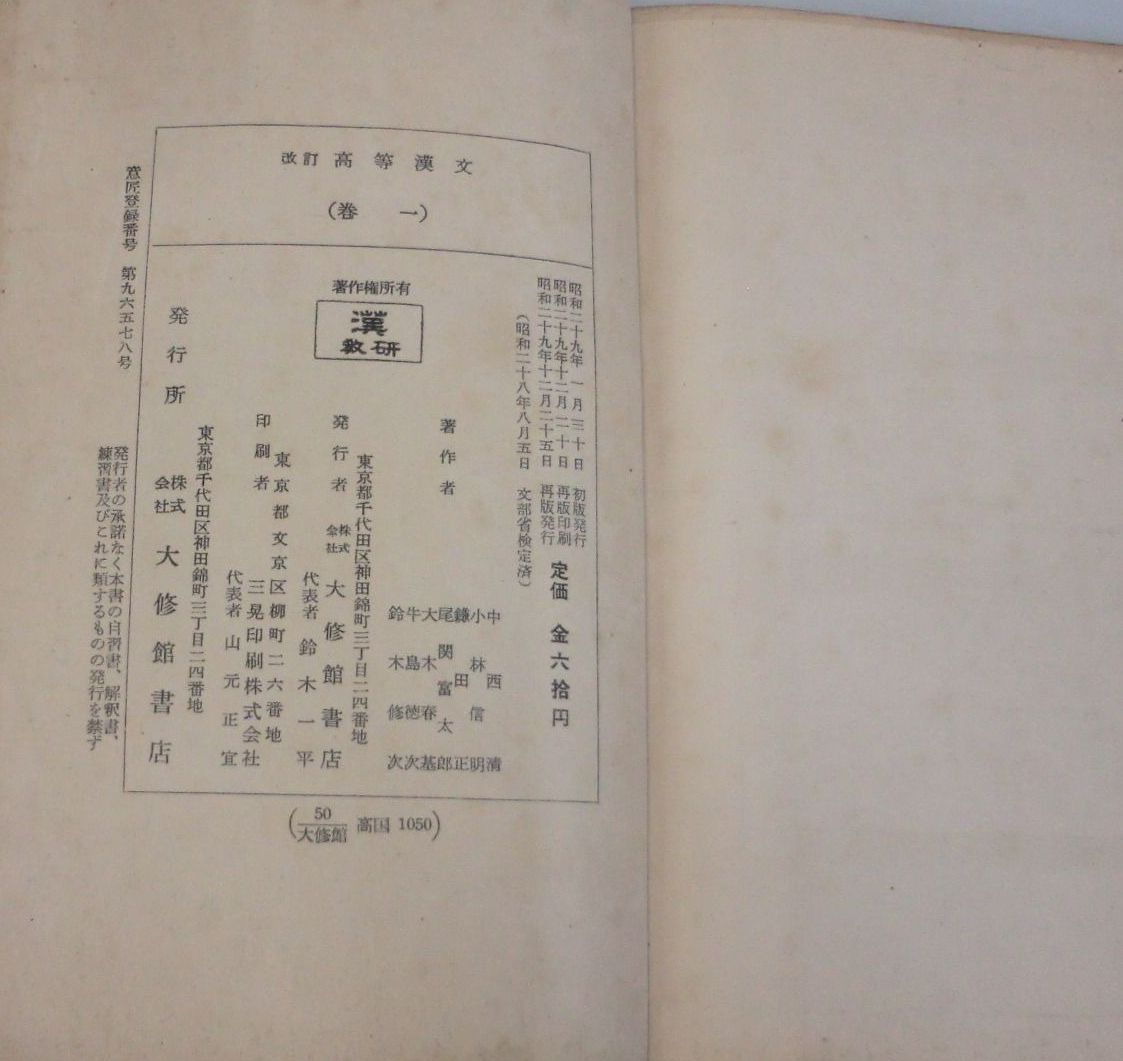 改訂 高等漢文
（巻 一）
昭和二十九年 一月 三十日 初版発行
昭和二十九年十二月 二十日 再版印刷
昭和二十九年十二月二十五日 再版発行
（昭和二十八年八月五日 文部省検定済）
定価 金六拾円
著作権所有
漢
研教
著作者
中西清
小林信明
鎌田正
尾関富太郎
大木春基
牛島徳次
鈴木修次
東京都千代田区神田錦町三丁目二四番地
発行者 株式会社 大修館書店
代表者 鈴木一平
東京都文京区柳町二六番地
印刷者 三晃印刷株式会社
代表者 山元正宜
東京都千代田区神田錦町三丁目二四番地
発行所 株式会社 大修館書店
意匠登録番号 第九六五七八号
発行者の承諾なく本書の自習書、解釈書、
練習書及びこれに類するものの発行を禁ず
(50/大修館 高国 1050)